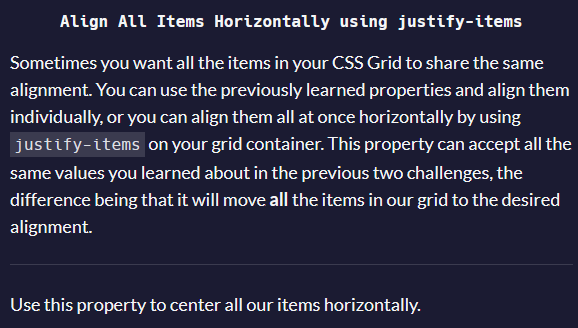 Align All Items Horizontally using justify-items
Sometimes you want all the items in your CSS Grid to share the same
alignment. You can use the previously learned properties and align them
individually, or you can align them all at once horizontally by using
justify-items on your grid container. This property can accept all the
same values you learned about in the previous two challenges, the
difference being that it will move all the items in our grid to the desired
alignment.
Use this property to center all our items horizontally.